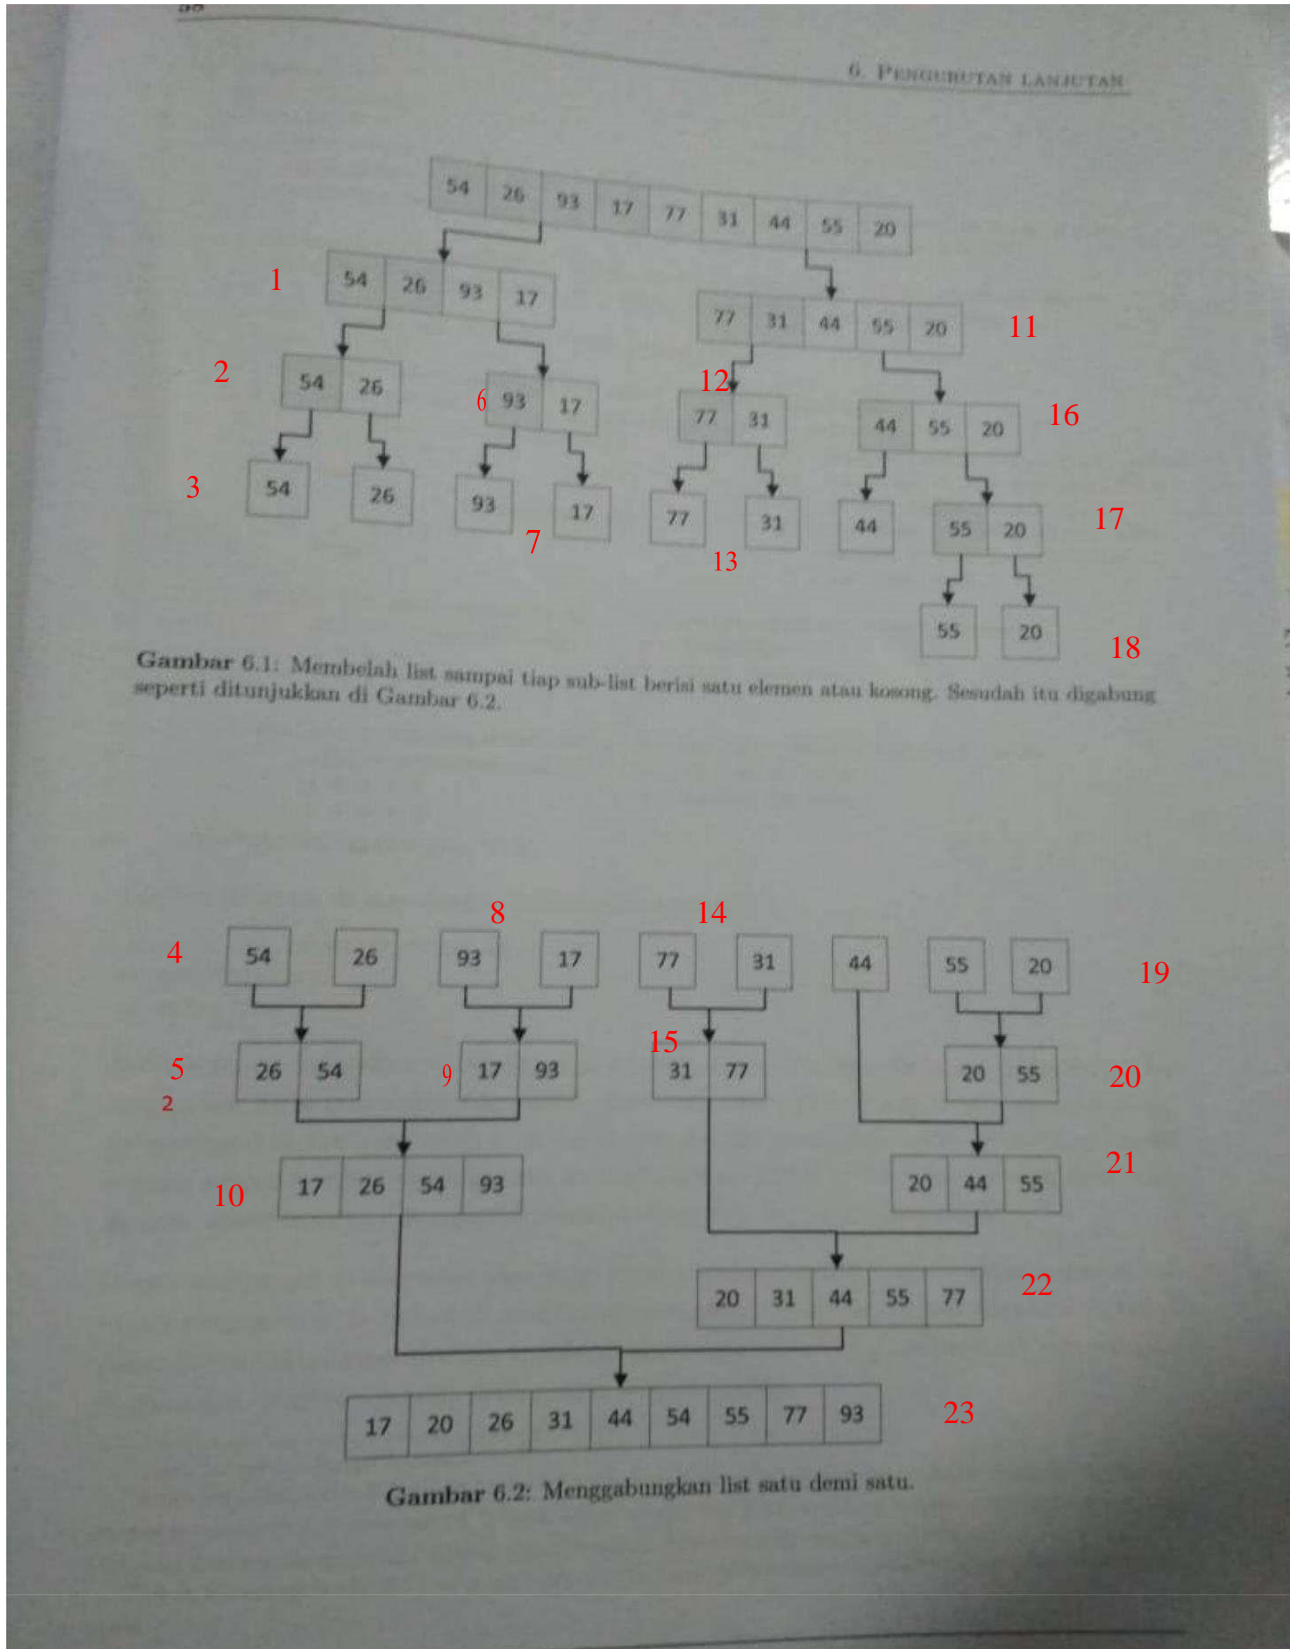 6. PENGURUTAN LANJUTAN
54 26 93 17 77 31 44 55 20
1 54 26 93 17 77 31 44 55 20 11
2 54 26 6 93 17 12 77 31 44 55 20 16
3 54 26 93 17 77 31 44 55 20 17
7 13
55 20 18
Gambar 6.1: Membelah list sampai tiap sub-list berisi satu elemen atau kosong. Sesudah itu digabung
seperti ditunjukkan di Gambar 6.2.
8 14
4 54 26 93 17 77 31 44 55 20 19
5 26 54 9 17 93 15 31 77 20 55 20
2
10 17 26 54 93 20 44 55 21
20 31 44 55 77 22
17 20 26 31 44 54 55 77 93 23
Gambar 6.2: Menggabungkan list satu demi satu.